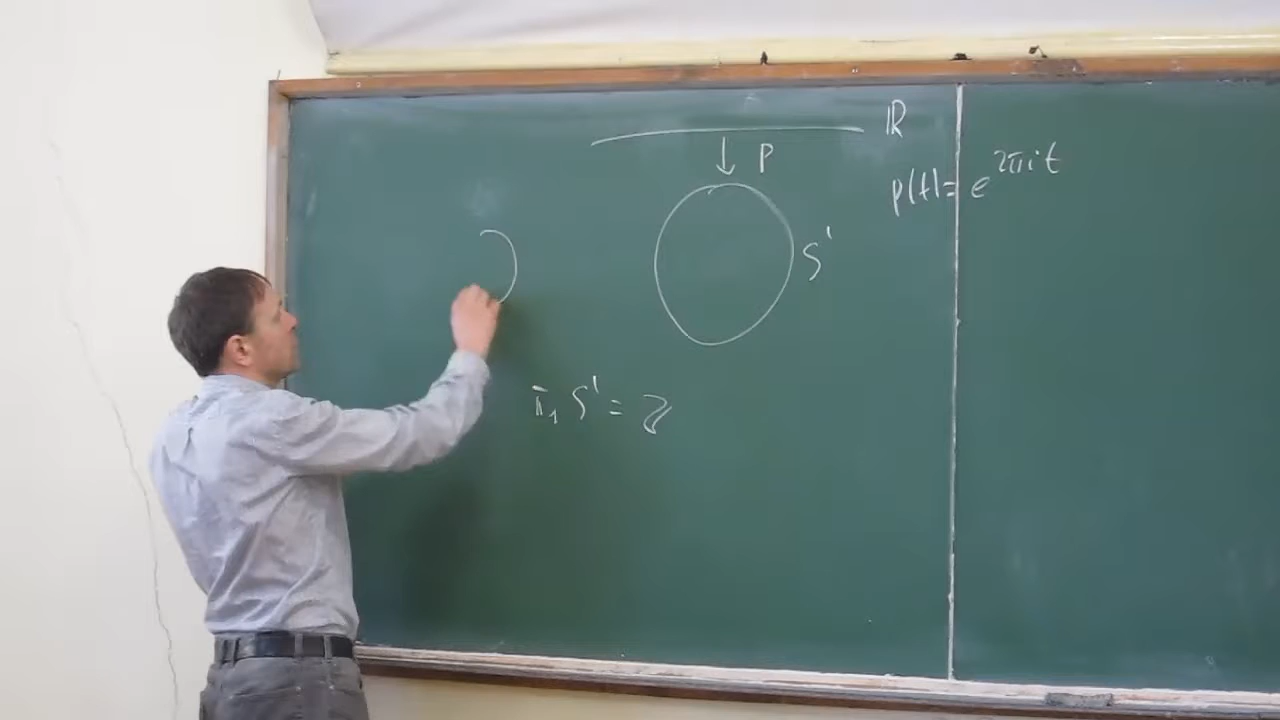 ℝ
↓ p
p(t) = e^{2πit}
S¹
π₁ S¹ = ℤ